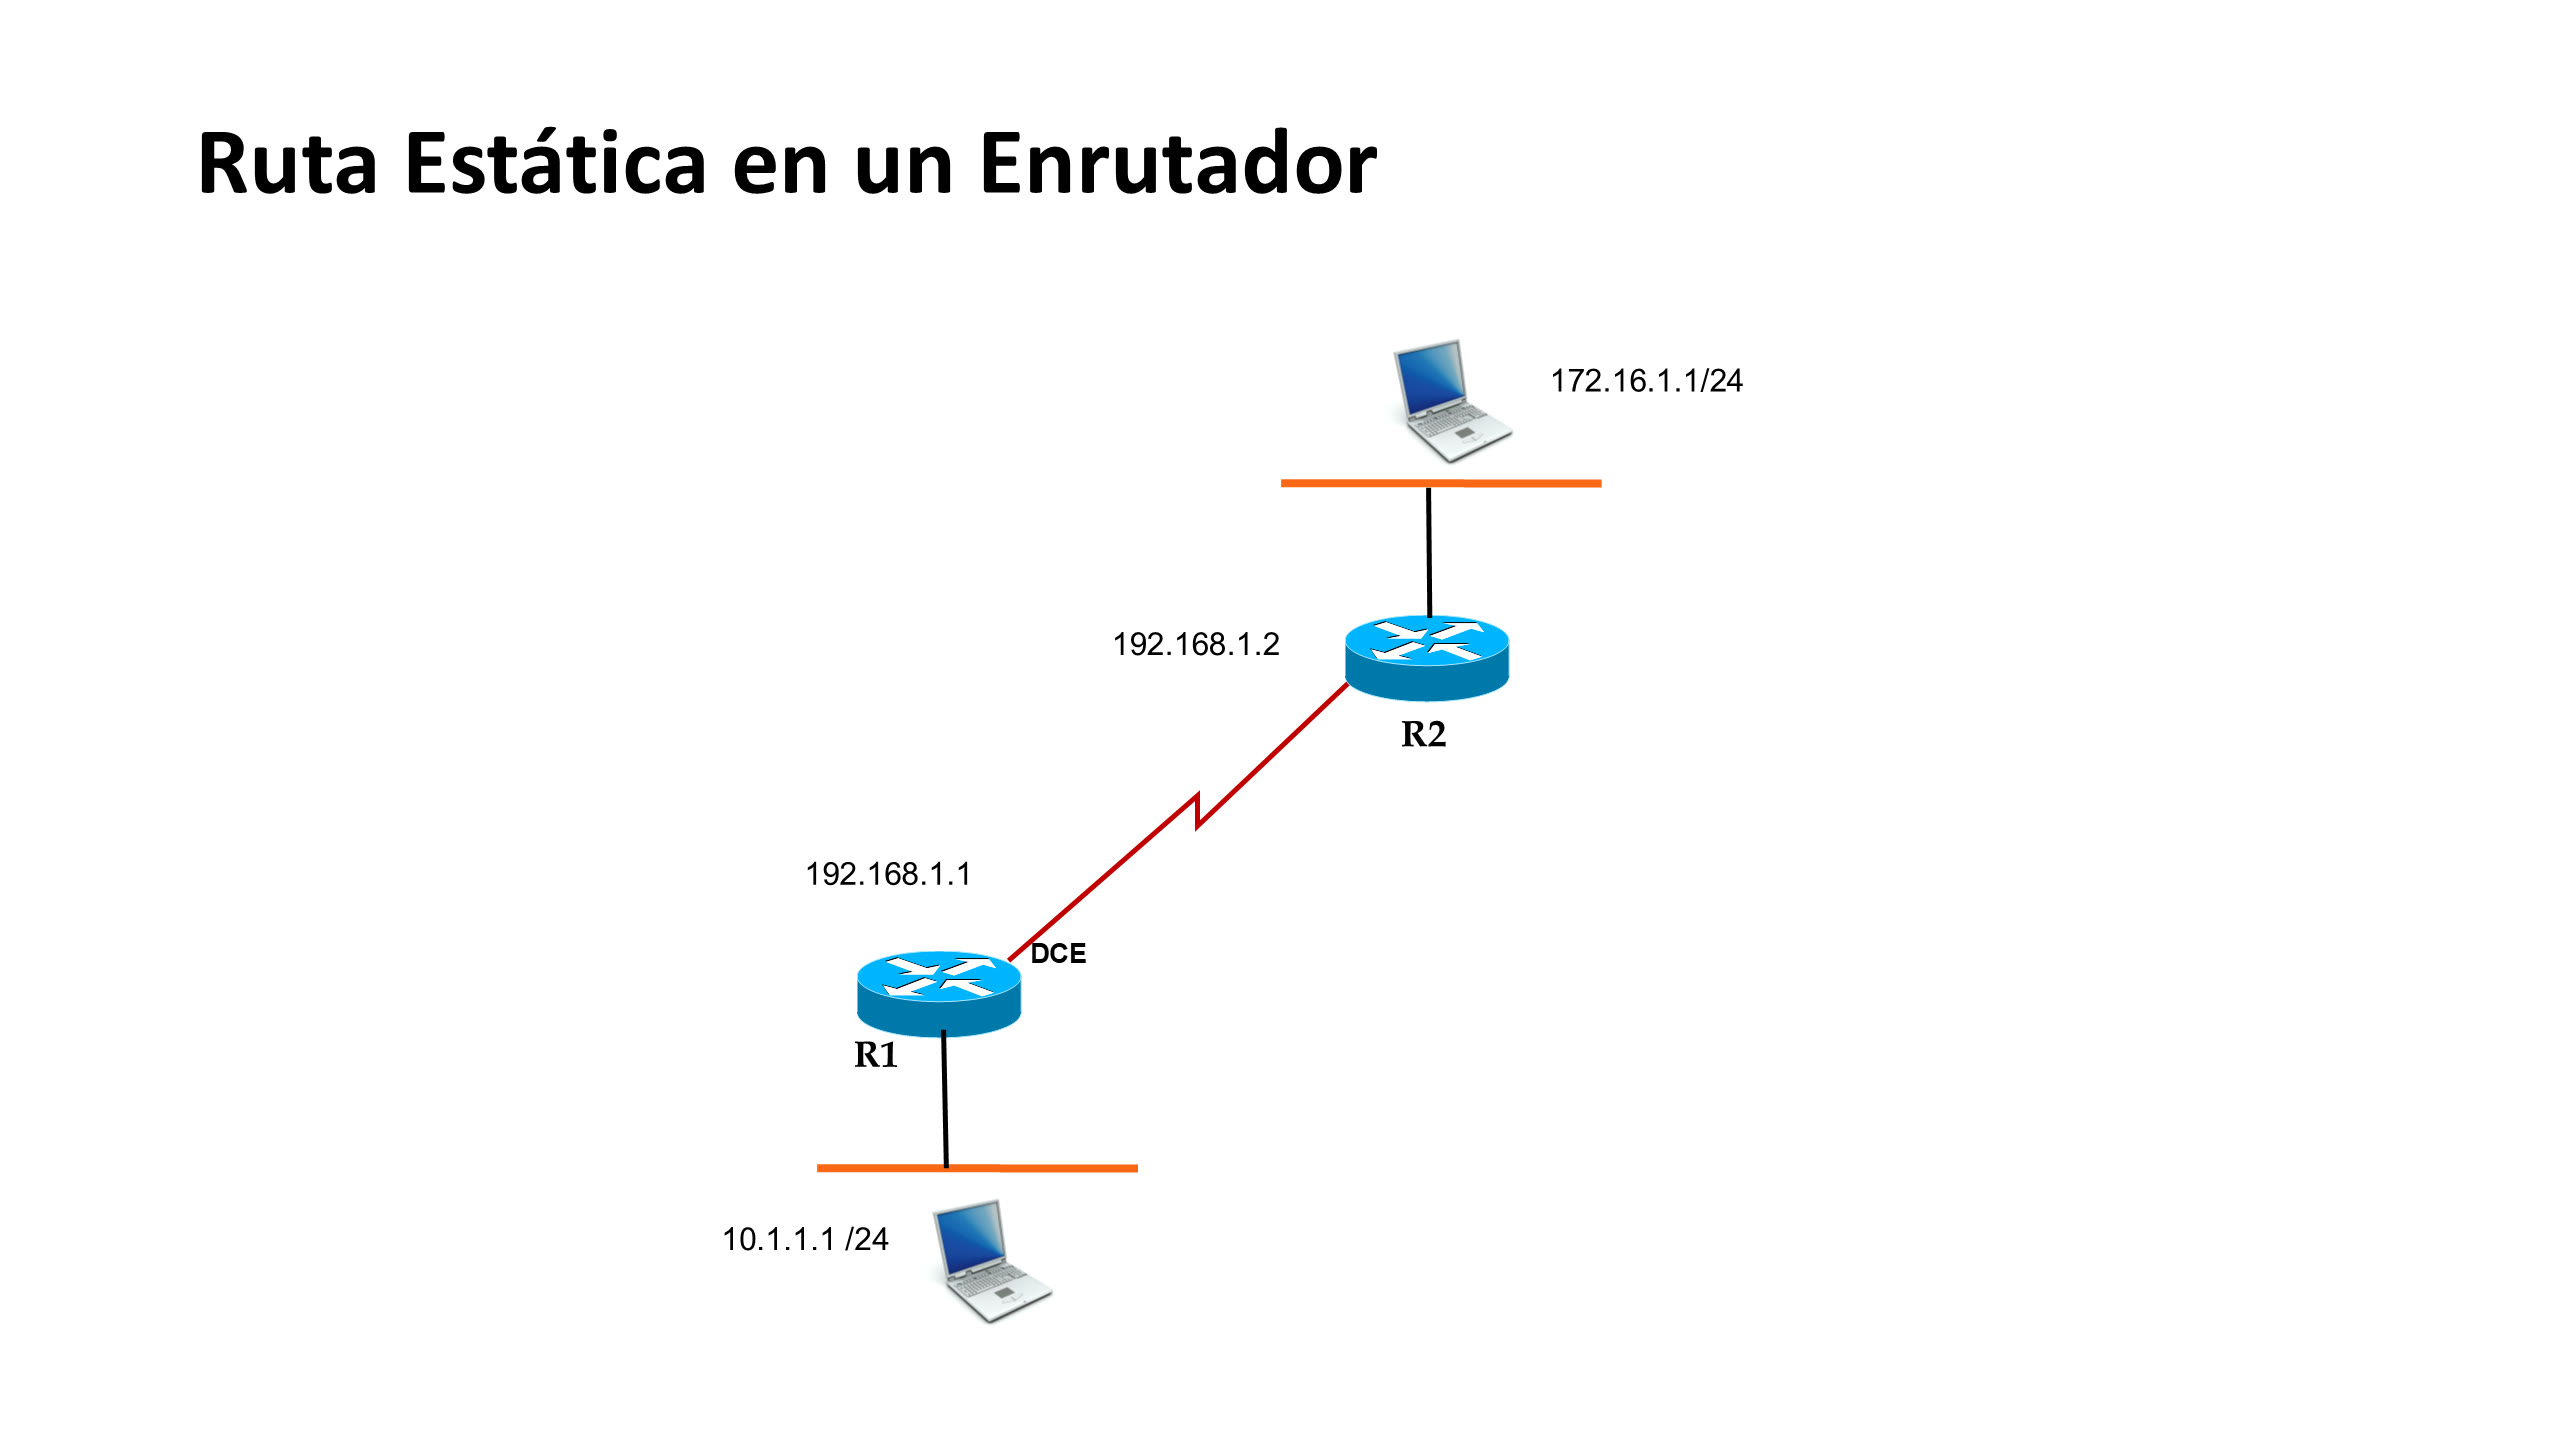 Ruta Estática en un Enrutador
172.16.1.1/24
192.168.1.2
R2
192.168.1.1
DCE
R1
10.1.1.1 /24